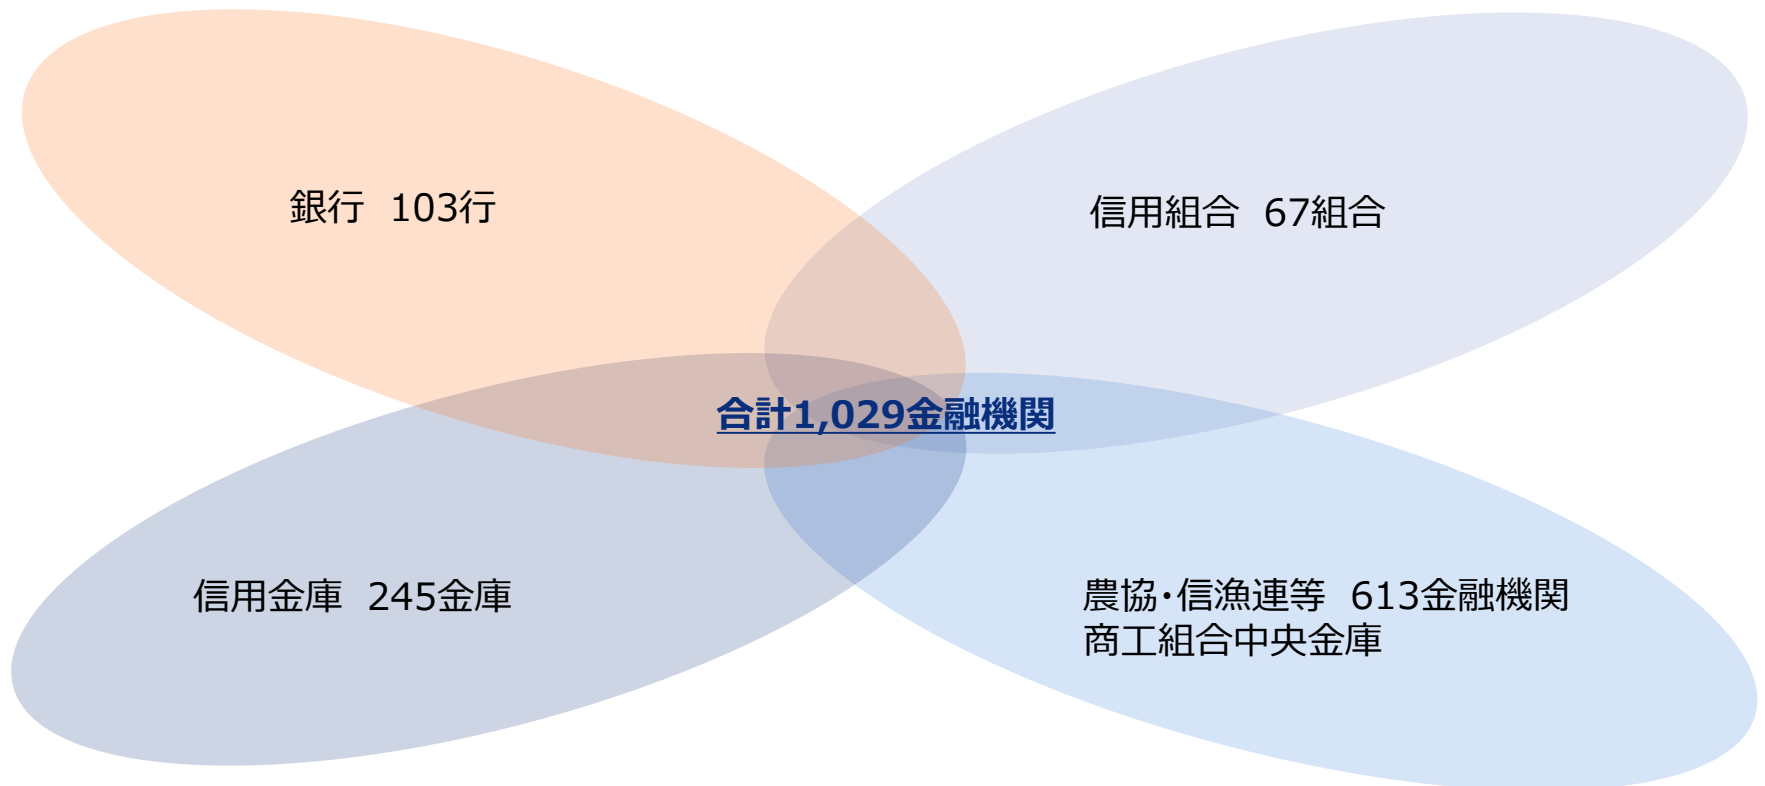 銀行 103行
信用組合 67組合
合計1,029金融機関
信用金庫 245金庫
農協・信漁連等 613金融機関
商工組合中央金庫